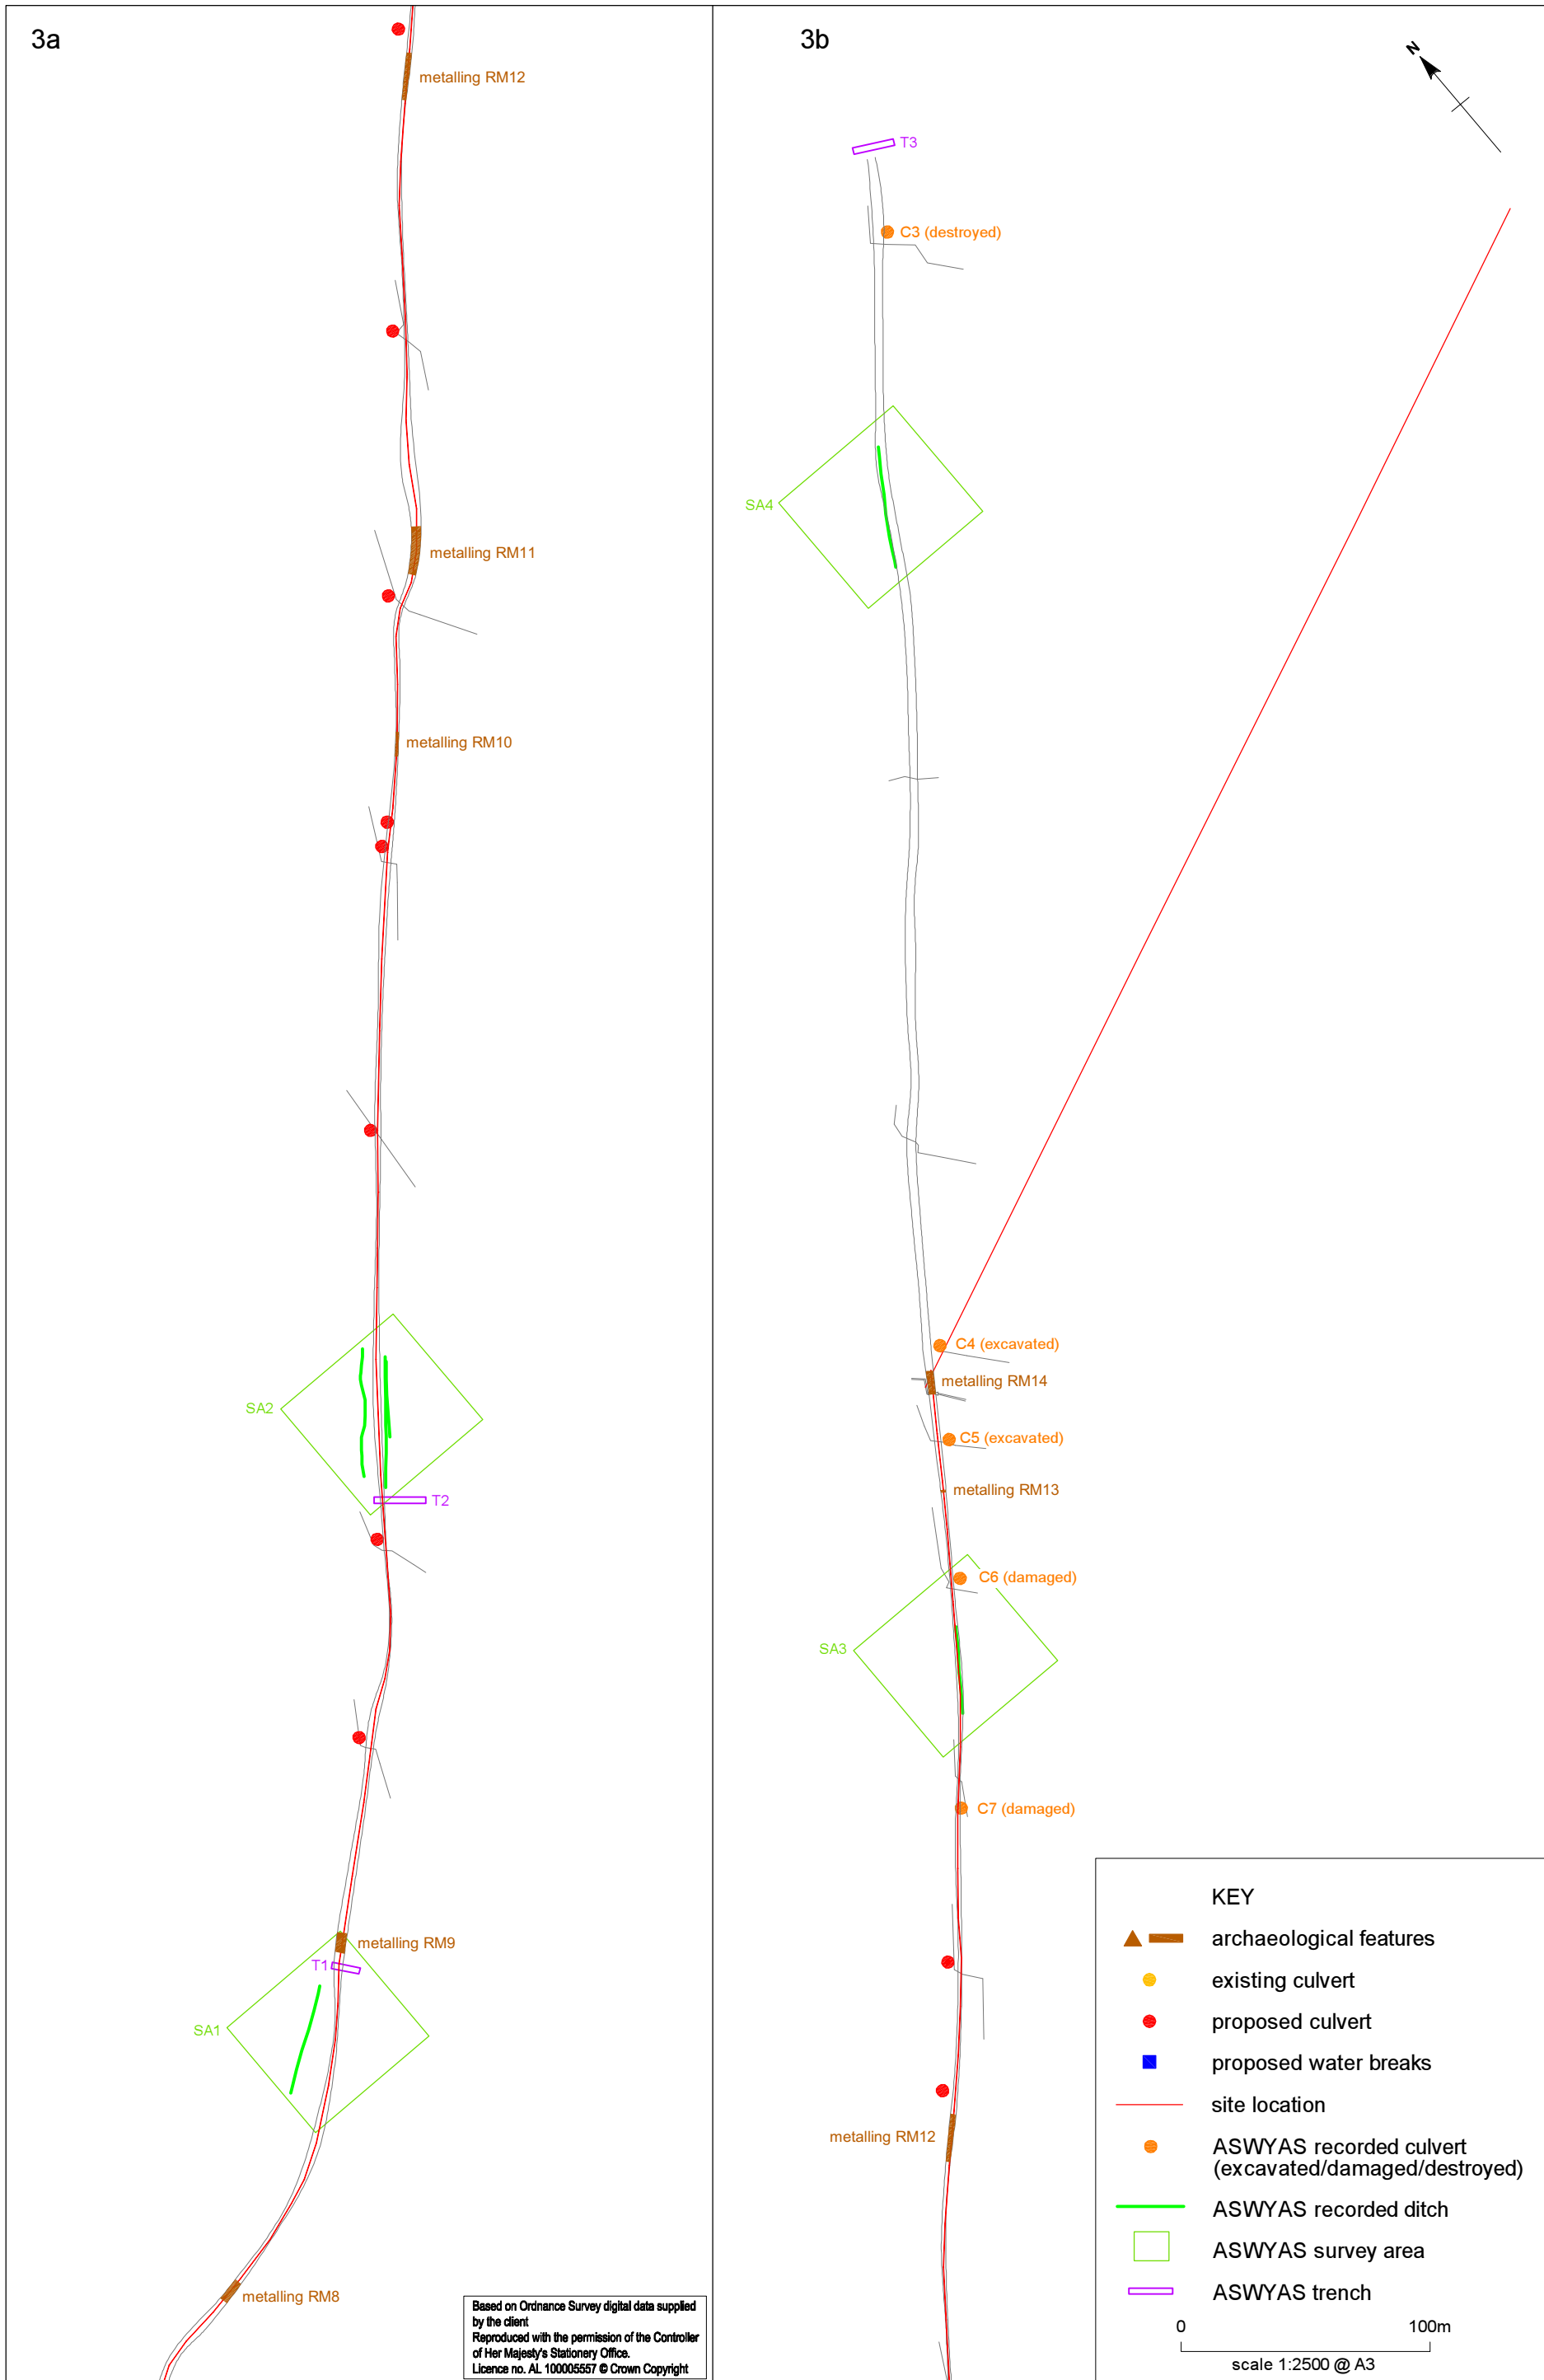 3a
metalling RM12
metalling RM11
metalling RM10
SA2
T2
metalling RM9
T1
SA1
metalling RM8
Based on Ordnance Survey digital data supplied
by the client
Reproduced with the permission of the Controller
of Her Majesty's Stationery Office.
Licence no. AL 100005557 © Crown Copyright
3b
N
T3
C3 (destroyed)
SA4
C4 (excavated)
metalling RM14
C5 (excavated)
metalling RM13
C6 (damaged)
SA3
C7 (damaged)
metalling RM12
KEY
archaeological features
existing culvert
proposed culvert
proposed water breaks
site location
ASWYAS recorded culvert
(excavated/damaged/destroyed)
ASWYAS recorded ditch
ASWYAS survey area
ASWYAS trench
0 100m
scale 1:2500 @ A3